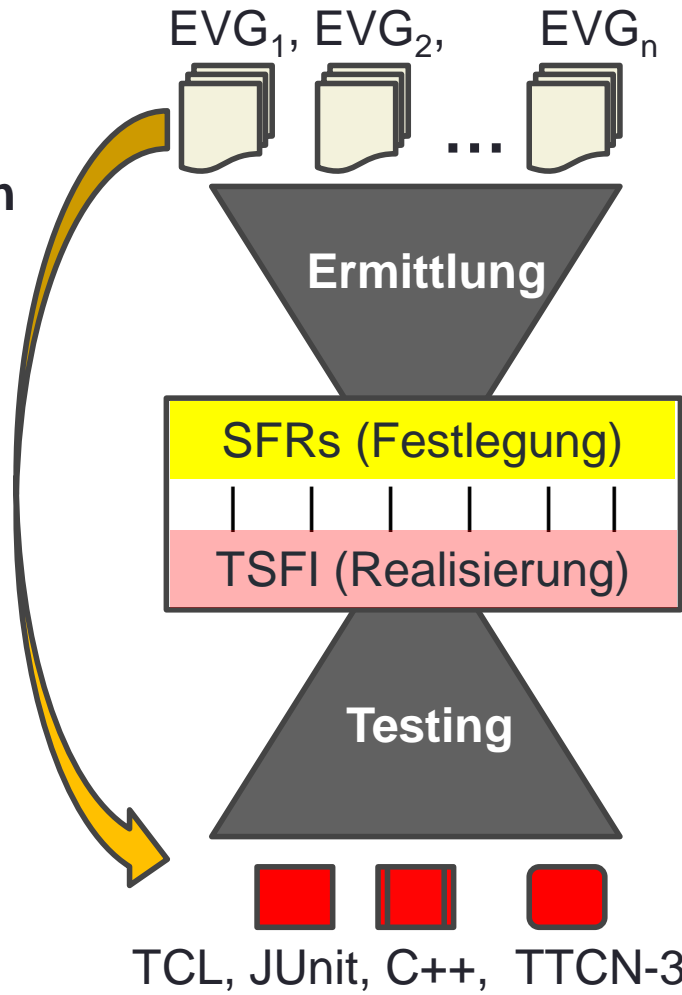 EVG₁, EVG₂, EVGₙ
...
n
Ermittlung
SFRs (Festlegung)
TSFI (Realisierung)
Testing
TCL, JUnit, C++, TTCN-3